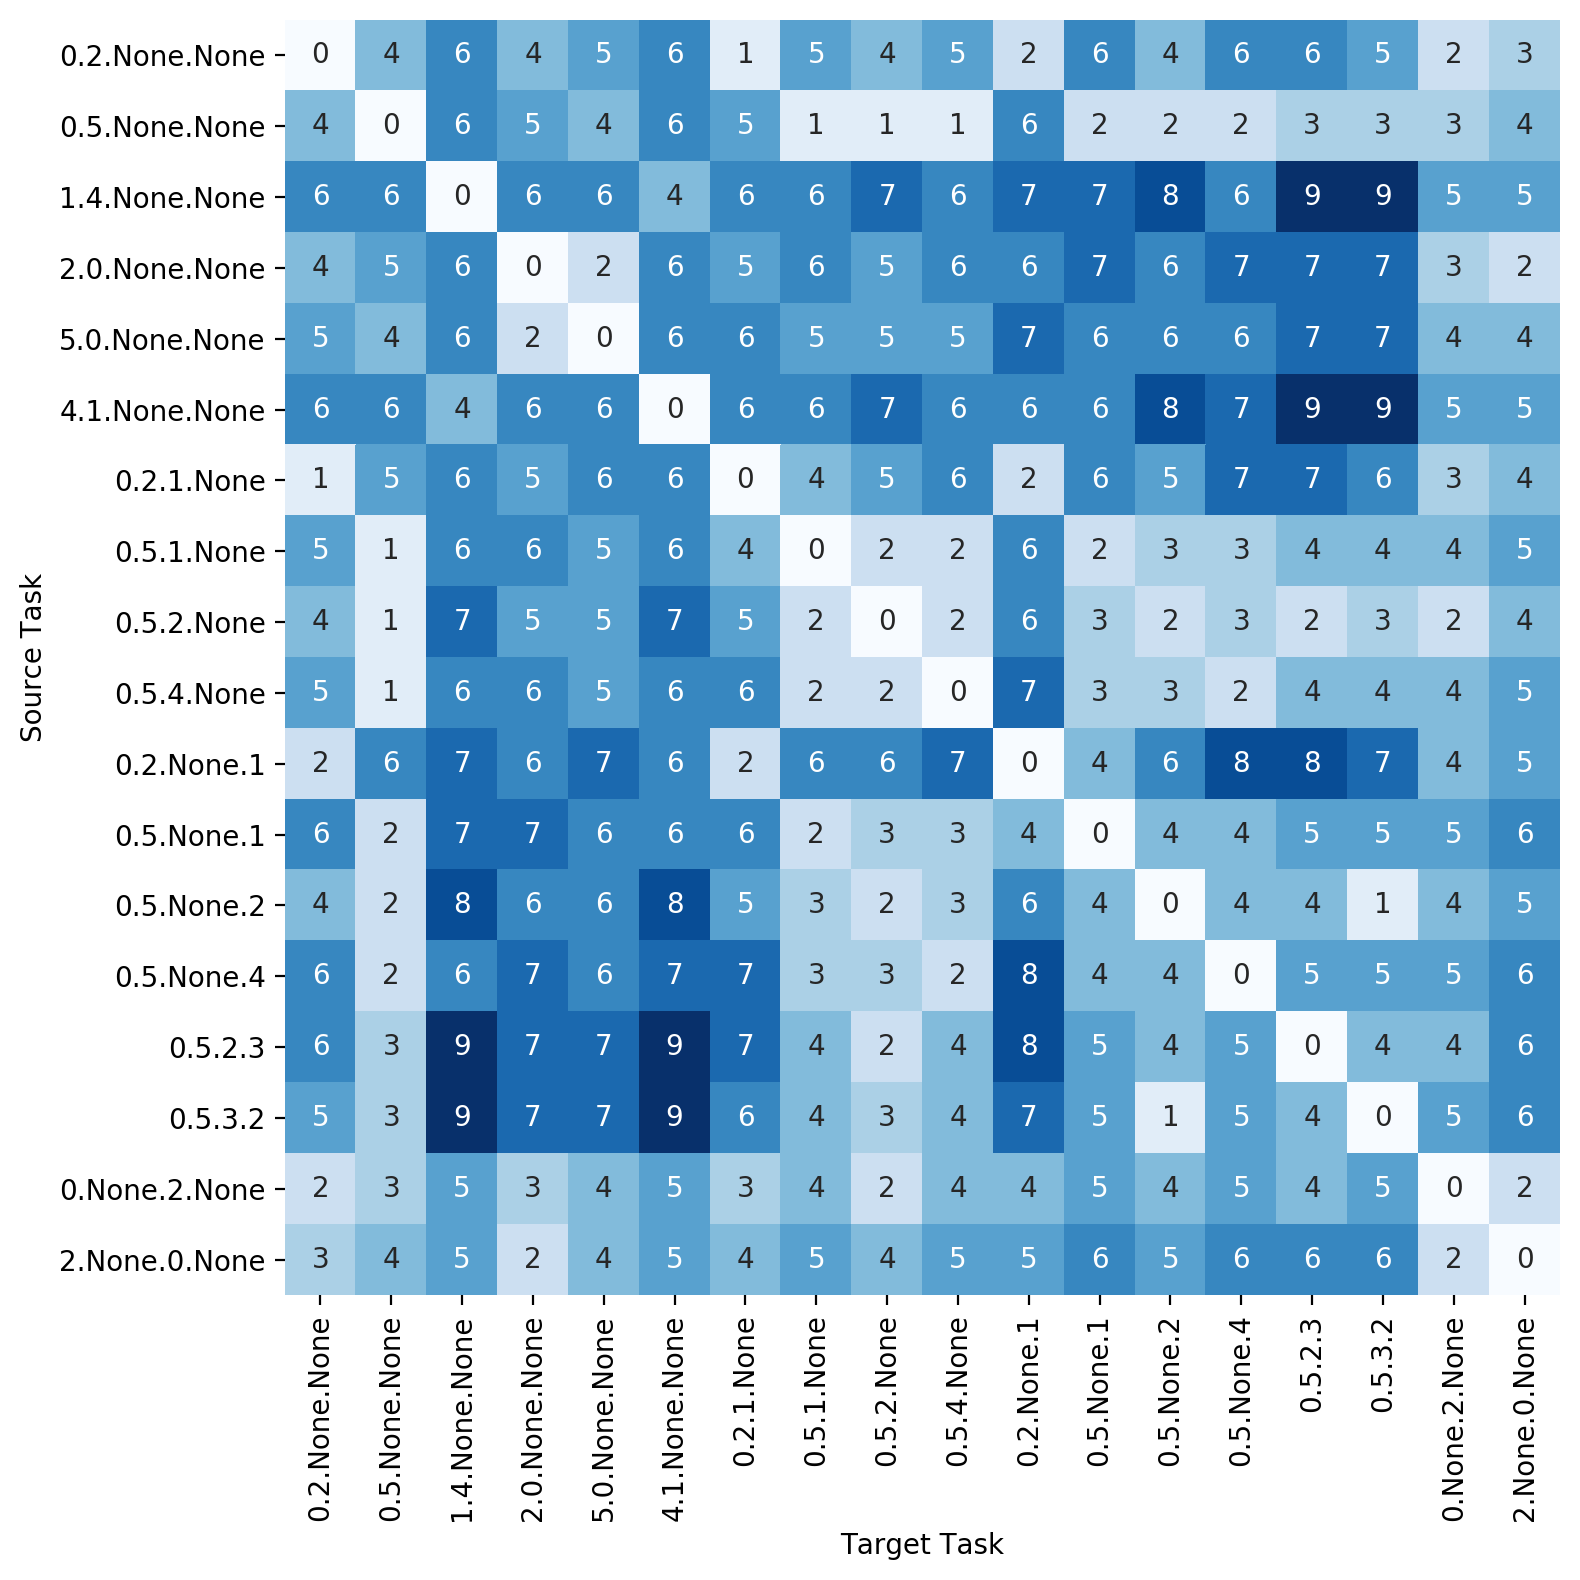 0.2.None.None 0 4 6 4 5 6 1 5 4 5 2 6 4 6 6 5 2 3
0.5.None.None 4 0 6 5 4 6 5 1 1 1 6 2 2 2 3 3 3 4
1.4.None.None 6 6 0 6 6 4 6 6 7 6 7 7 8 6 9 9 5 5
2.0.None.None 4 5 6 0 2 6 5 6 5 6 6 7 6 7 7 7 3 2
5.0.None.None 5 4 6 2 0 6 6 5 5 5 7 6 6 6 7 7 4 4
4.1.None.None 6 6 4 6 6 0 6 6 7 6 6 6 8 7 9 9 5 5
0.2.1.None 1 5 6 5 6 6 0 4 5 6 2 6 5 7 7 6 3 4
0.5.1.None 5 1 6 6 5 6 4 0 2 2 6 2 3 3 4 4 4 5
0.5.2.None 4 1 7 5 5 7 5 2 0 2 6 3 2 3 2 3 2 4
0.5.4.None 5 1 6 6 5 6 6 2 2 0 7 3 3 2 4 4 4 5
0.2.None.1 2 6 7 6 7 6 2 6 6 7 0 4 6 8 8 7 4 5
0.5.None.1 6 2 7 7 6 6 6 2 3 3 4 0 4 4 5 5 5 6
0.5.None.2 4 2 8 6 6 8 5 3 2 3 6 4 0 4 4 1 4 5
0.5.None.4 6 2 6 7 6 7 7 3 3 2 8 4 4 0 5 5 5 6
0.5.2.3 6 3 9 7 7 9 7 4 2 4 8 5 4 5 0 4 4 6
0.5.3.2 5 3 9 7 7 9 6 4 3 4 7 5 1 5 4 0 5 6
0.None.2.None 2 3 5 3 4 5 3 4 2 4 4 5 4 5 4 5 0 2
2.None.0.None 3 4 5 2 4 5 4 5 4 5 5 6 5 6 6 6 2 0
Source Task
0.2.None.None
0.5.None.None
1.4.None.None
2.0.None.None
5.0.None.None
4.1.None.None
0.2.1.None
0.5.1.None
0.5.2.None
0.5.4.None
0.2.None.1
0.5.None.1
0.5.None.2
0.5.None.4
0.5.2.3
0.5.3.2
0.None.2.None
2.None.0.None
Target Task